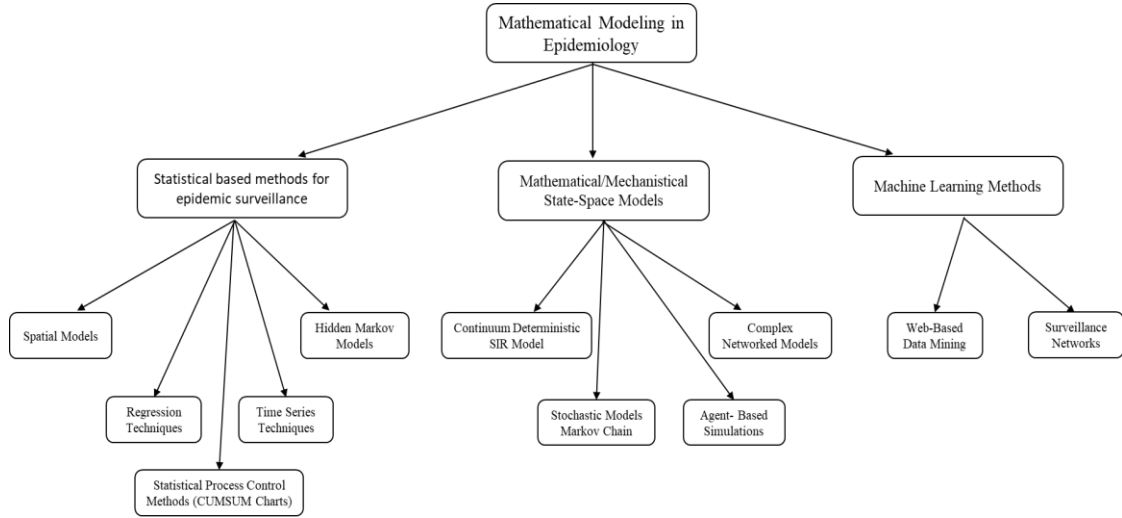 Mathematical Modeling in
Epidemiology
Statistical based methods for
epidemic surveillance
Mathematical/Mechanistical
State-Space Models
Machine Learning Methods
Spatial Models
Hidden Markov
Models
Continuum Deterministic
SIR Model
Complex
Networked Models
Web-Based
Data Mining
Surveillance
Networks
Regression
Techniques
Time Series
Techniques
Stochastic Models
Markov Chain
Agent- Based
Simulations
Statistical Process Control
Methods (CUMSUM Charts)